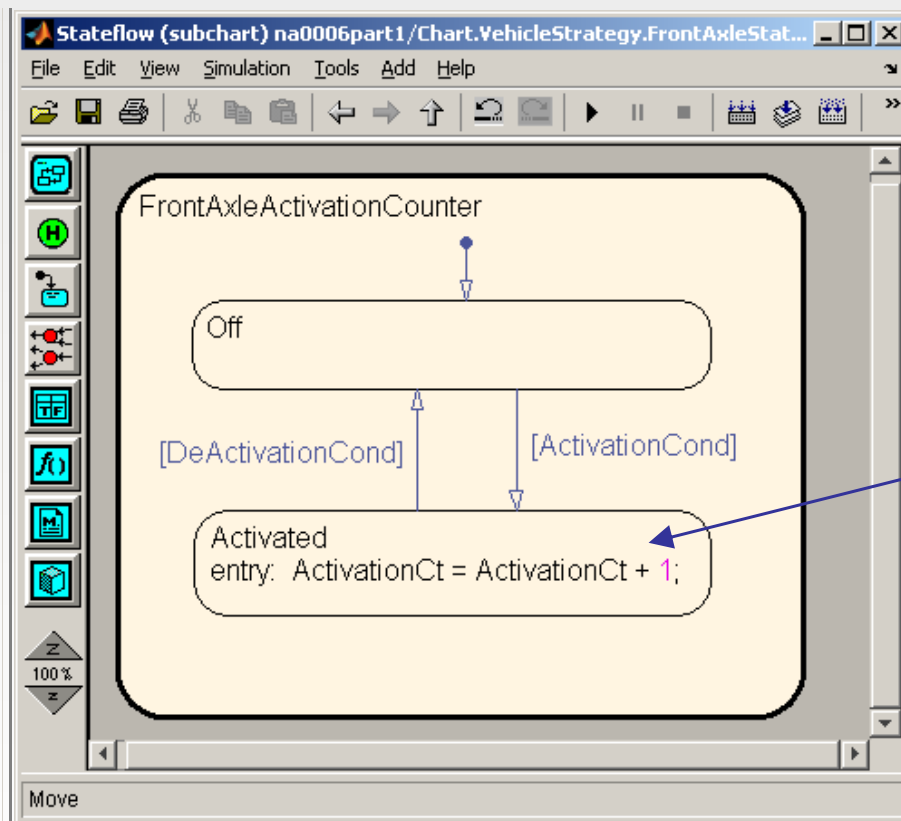 Stateflow (subchart) na0006part1/Chart.VehicleStrategy.FrontAxleStat...
File Edit View Simulation Tools Add Help
H
TF
f()
M
FrontAxleActivationCounter
Off
[DeActivationCond]
[ActivationCond]
Activated
entry: ActivationCt = ActivationCt + 1;
Z
100%
Z
Move